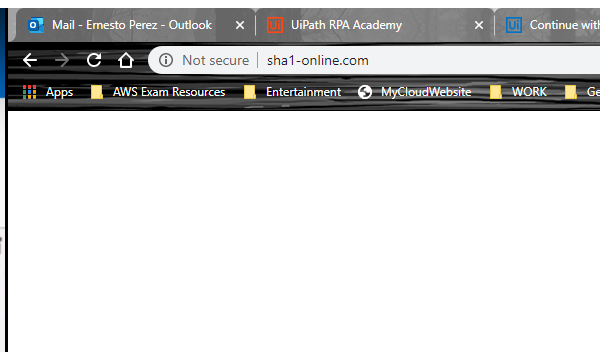 Mail - Ernesto Perez - Outlook UiPath RPA Academy Continue with
Not secure sha1-online.com
Apps AWS Exam Resources Entertainment MyCloudWebsite WORK Ge